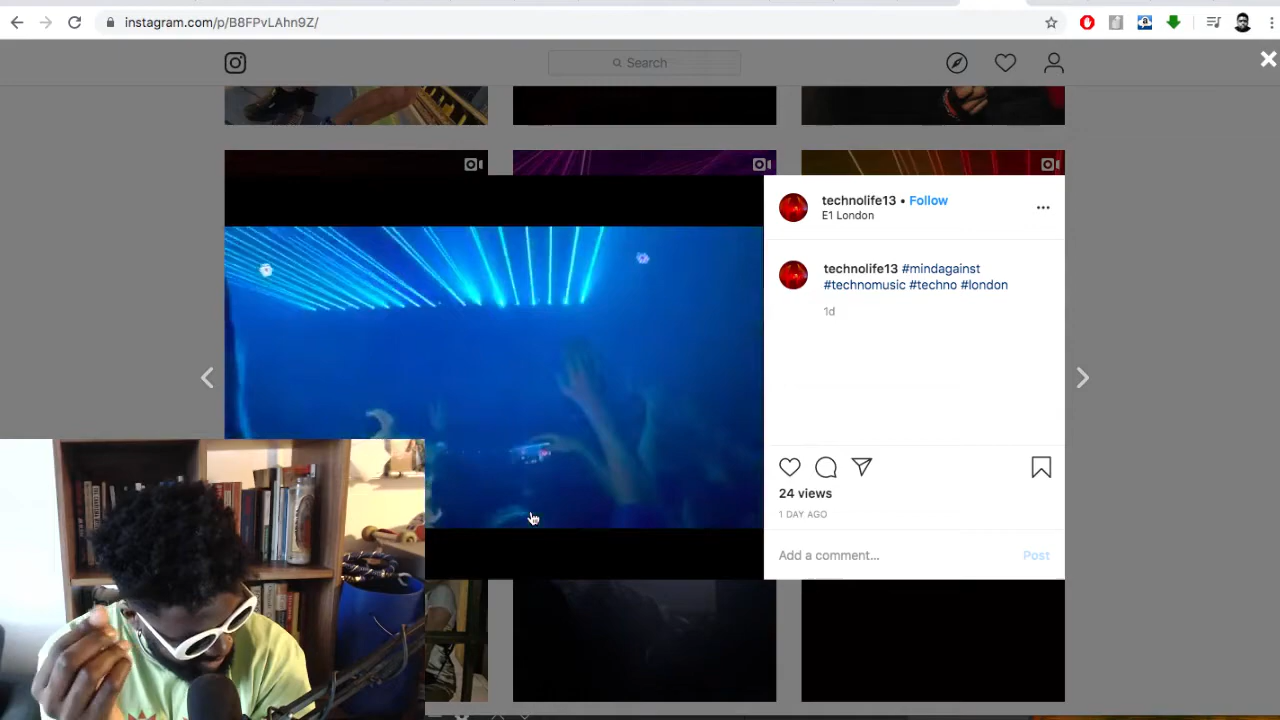 instagram.com/p/B8FPvLAhn9Z/
Search
technolife13 • Follow
E1 London
technolife13 #mindagainst
#technomusic #techno #london
1d
24 views
1 DAY AGO
Add a comment... Post